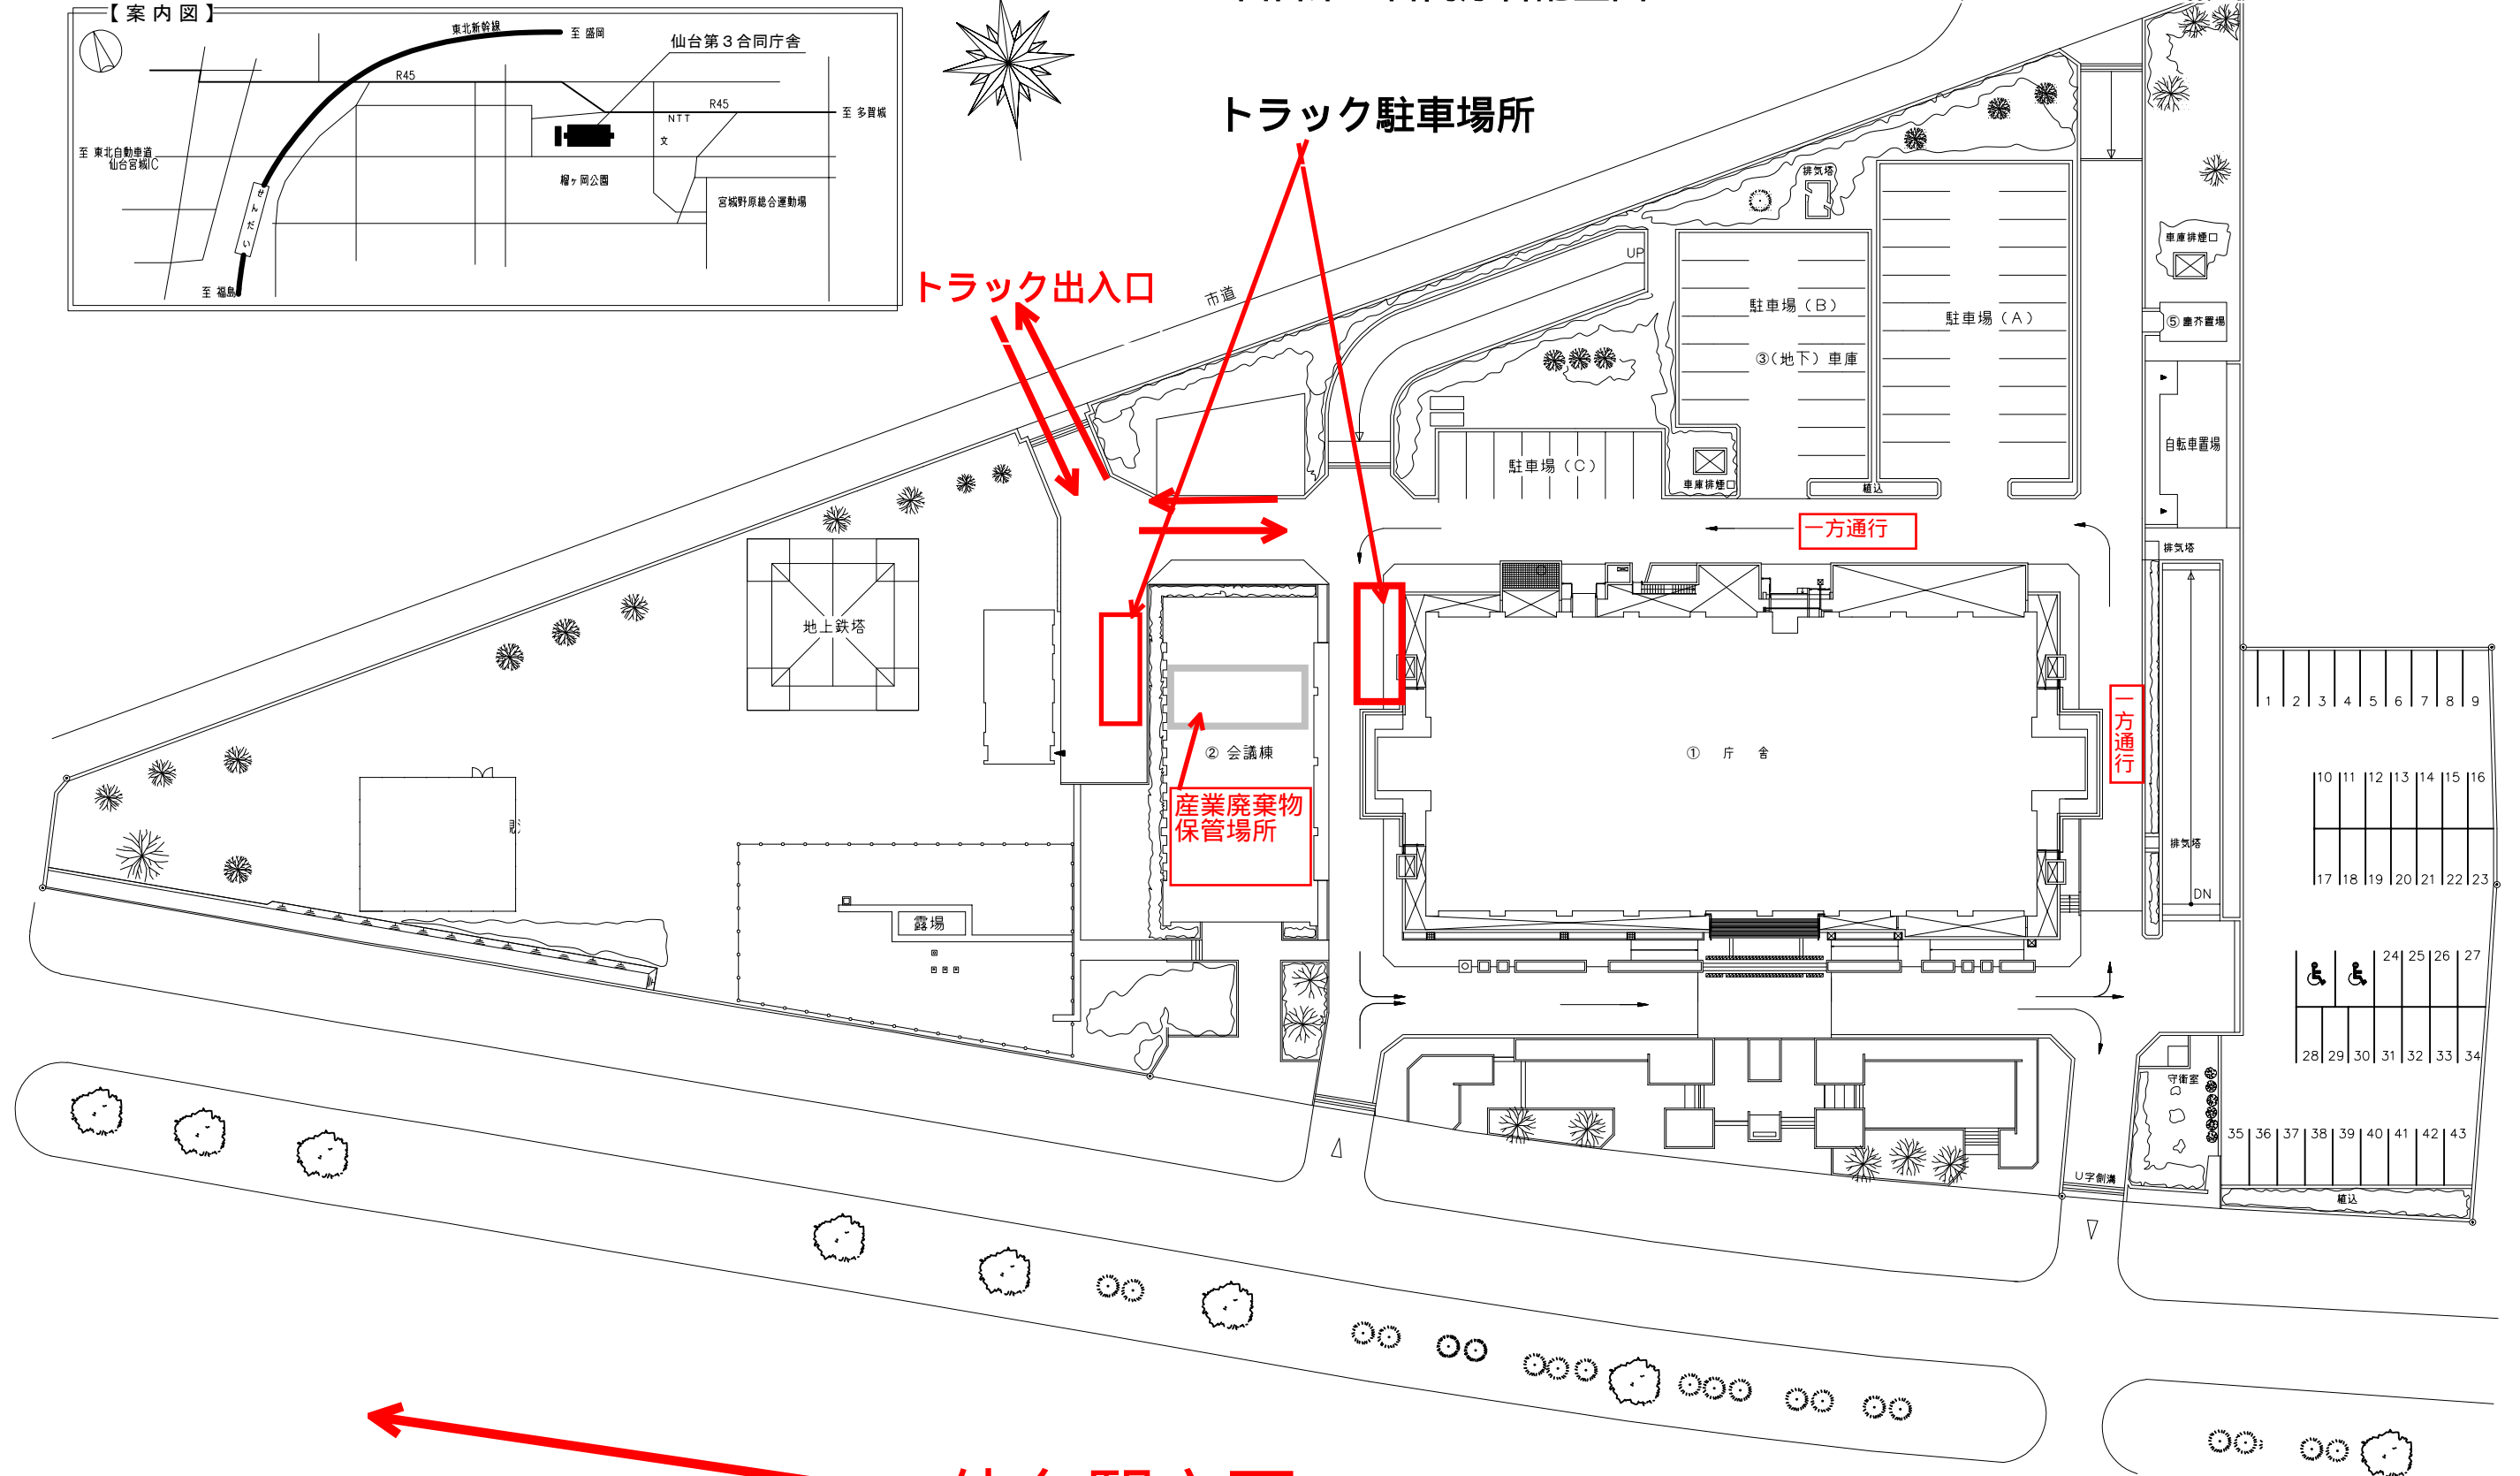 【案内図】
東北新幹線
至 盛岡
仙台第３合同庁舎
R45
R45
NTT
文
至 多賀城
至 東北自動車道
仙台宮城IC
榴ヶ岡公園
宮城野原総合運動場
せんだい
至 福島
トラック駐車場所
トラック出入口
市道
UP
排気塔
駐車場（B）
駐車場（A）
③（地下）車庫
車庫排煙口
⑤ 塵芥置場
自転車置場
駐車場（C）
車庫排煙口
植込
一方通行
排気塔
地上鉄塔
② 会議棟
① 庁 舎
一方通行
産業廃棄物
保管場所
露場
排気塔
DN
1 2 3 4 5 6 7 8 9
10 11 12 13 14 15 16
17 18 19 20 21 22 23
24 25 26 27
28 29 30 31 32 33 34
守衛室
35 36 37 38 39 40 41 42 43
U字側溝
植込